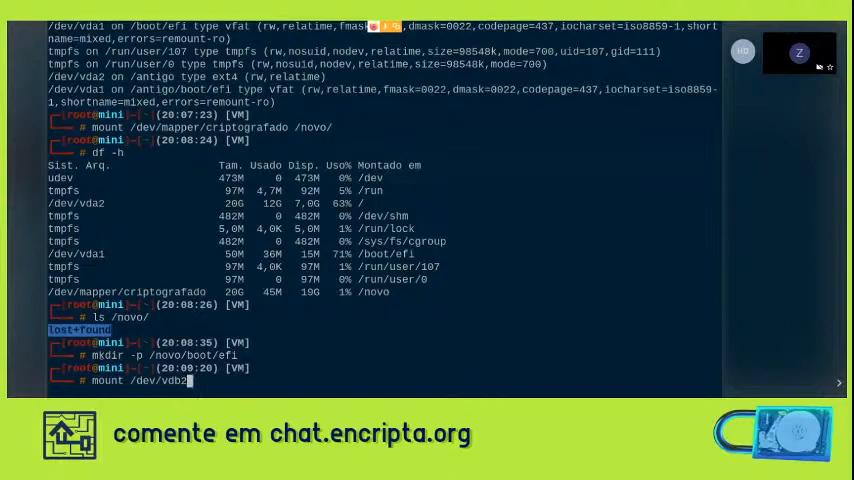 /dev/vda1 on /boot/efi type vfat (rw,relatime,fmask=0022,dmask=0022,codepage=437,iocharset=iso8859-1,short
name=mixed,errors=remount-ro)
tmpfs on /run/user/107 type tmpfs (rw,nosuid,nodev,relatime,size=98548k,mode=700,uid=107,gid=111)
tmpfs on /run/user/0 type tmpfs (rw,nosuid,nodev,relatime,size=98548k,mode=700)
/dev/vda2 on /antigo type ext4 (rw,relatime)
/dev/vda1 on /antigo/boot/efi type vfat (rw,relatime,fmask=0022,dmask=0022,codepage=437,iocharset=iso8859-
1,shortname=mixed,errors=remount-ro)
[root@mini]-[~](20:07:23) [VM]
# mount /dev/mapper/criptografado /novo/
[root@mini]-[~](20:08:24) [VM]
# df -h
Sist. Arq. Tam. Usado Disp. Uso% Montado em
udev 473M 0 473M 0% /dev
tmpfs 97M 4,7M 92M 5% /run
/dev/vda2 20G 12G 7,0G 63% /
tmpfs 482M 0 482M 0% /dev/shm
tmpfs 5,0M 4,0K 5,0M 1% /run/lock
tmpfs 482M 0 482M 0% /sys/fs/cgroup
/dev/vda1 50M 36M 15M 71% /boot/efi
tmpfs 97M 4,0K 97M 1% /run/user/107
tmpfs 97M 0 97M 0% /run/user/0
/dev/mapper/criptografado 20G 45M 19G 1% /novo
[root@mini]-[~](20:08:26) [VM]
# ls /novo/
lost+found
[root@mini]-[~](20:08:35) [VM]
# mkdir -p /novo/boot/efi
[root@mini]-[~](20:09:20) [VM]
# mount /dev/vdb2
HD
Z
comente em chat.encripta.org